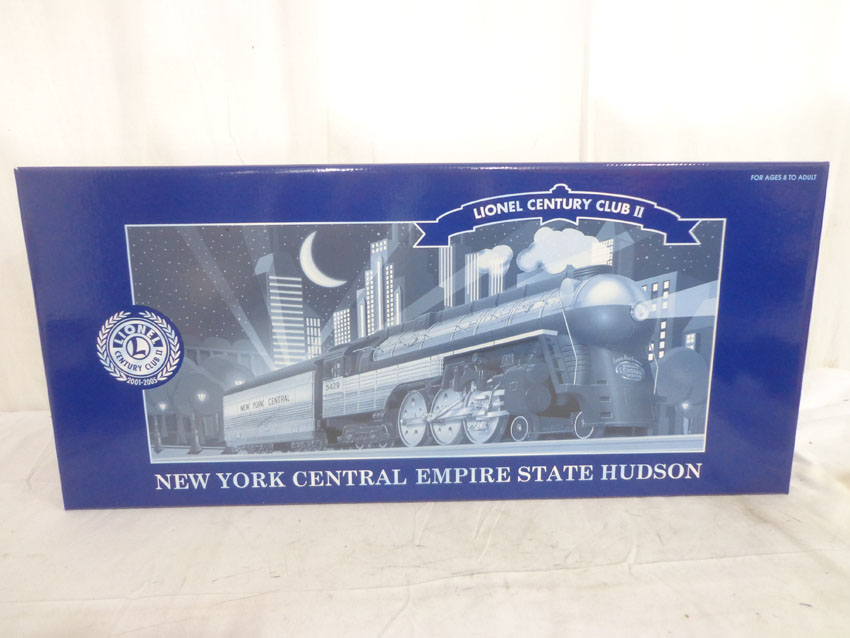 FOR AGES 8 TO ADULT
LIONEL CENTURY CLUB II
LIONEL
L
CENTURY CLUB II
2001-2005
NEW YORK CENTRAL
5429
NEW YORK CENTRAL EMPIRE STATE HUDSON